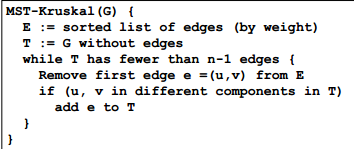 MST-Kruskal(G) {
  E := sorted list of edges (by weight)
  T := G without edges
  while T has fewer than n-1 edges {
    Remove first edge e =(u,v) from E
    if (u, v in different components in T)
      add e to T
  }
}